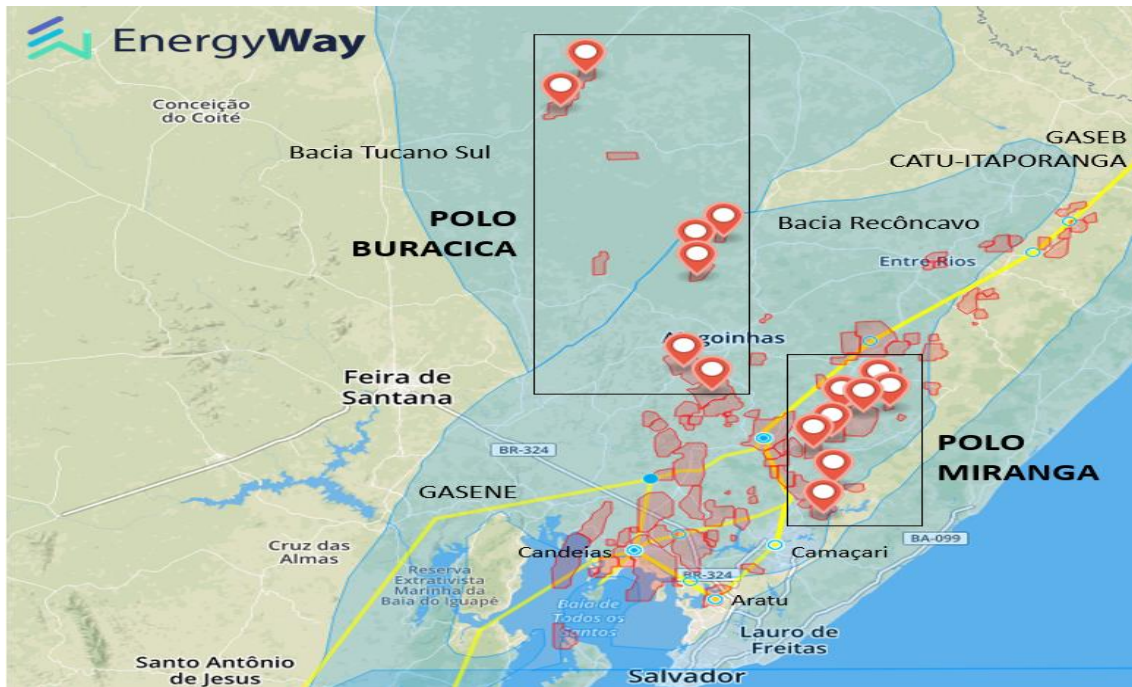 EnergyWay
Conceição
do Coité
Bacia Tucano Sul
GASEB
CATU-ITAPORANGA
POLO
BURACICA
Bacia Recôncavo
Entre Rios
Alagoinhas
Feira de
Santana
BR-324
POLO
MIRANGA
GASENE
Cruz das
Almas
Candeias
Camaçari
BA-099
Reserva
Extrativista
Marinha da
Baía do Iguapé
BR-324
Aratu
Baía de
Todos os
Santos
Lauro de
Freitas
Santo Antônio
de Jesus
Salvador